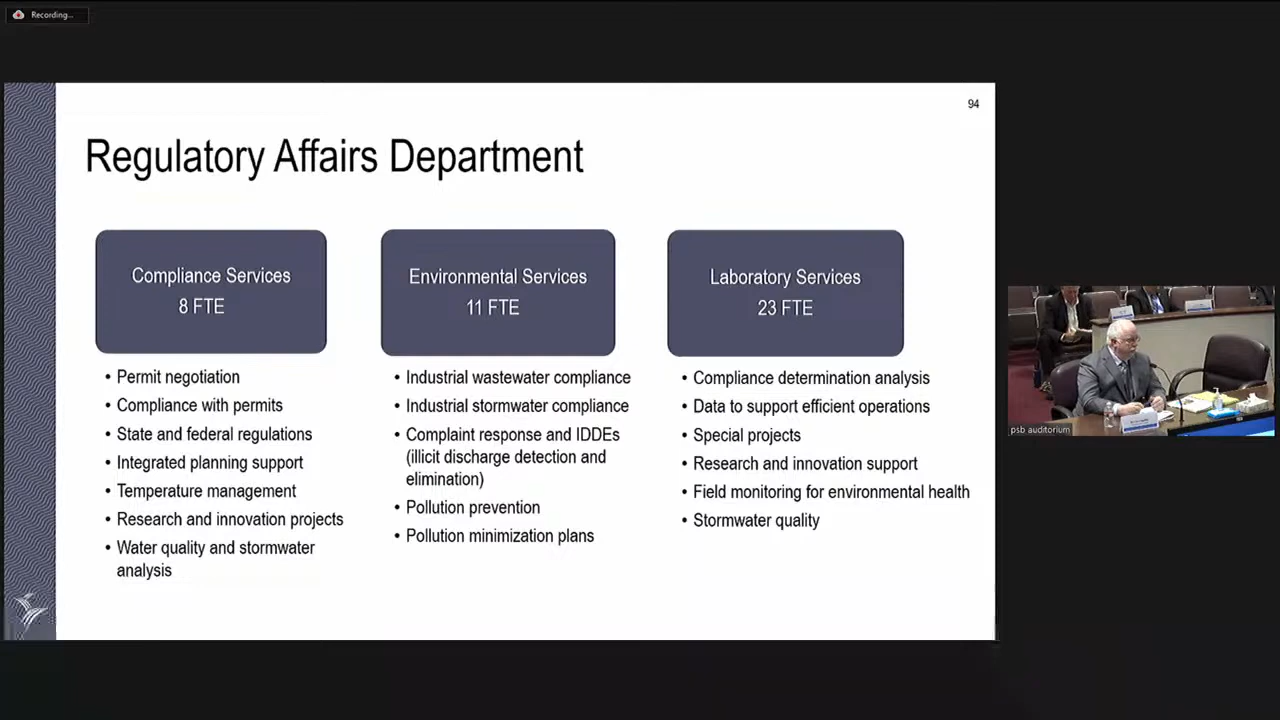 Recording...
94
Regulatory Affairs Department
Compliance Services
8 FTE
• Permit negotiation
• Compliance with permits
• State and federal regulations
• Integrated planning support
• Temperature management
• Research and innovation projects
• Water quality and stormwater
analysis
Environmental Services
11 FTE
• Industrial wastewater compliance
• Industrial stormwater compliance
• Complaint response and IDDEs
(illicit discharge detection and
elimination)
• Pollution prevention
• Pollution minimization plans
Laboratory Services
23 FTE
• Compliance determination analysis
• Data to support efficient operations
• Special projects
• Research and innovation support
• Field monitoring for environmental health
• Stormwater quality
psb auditorium